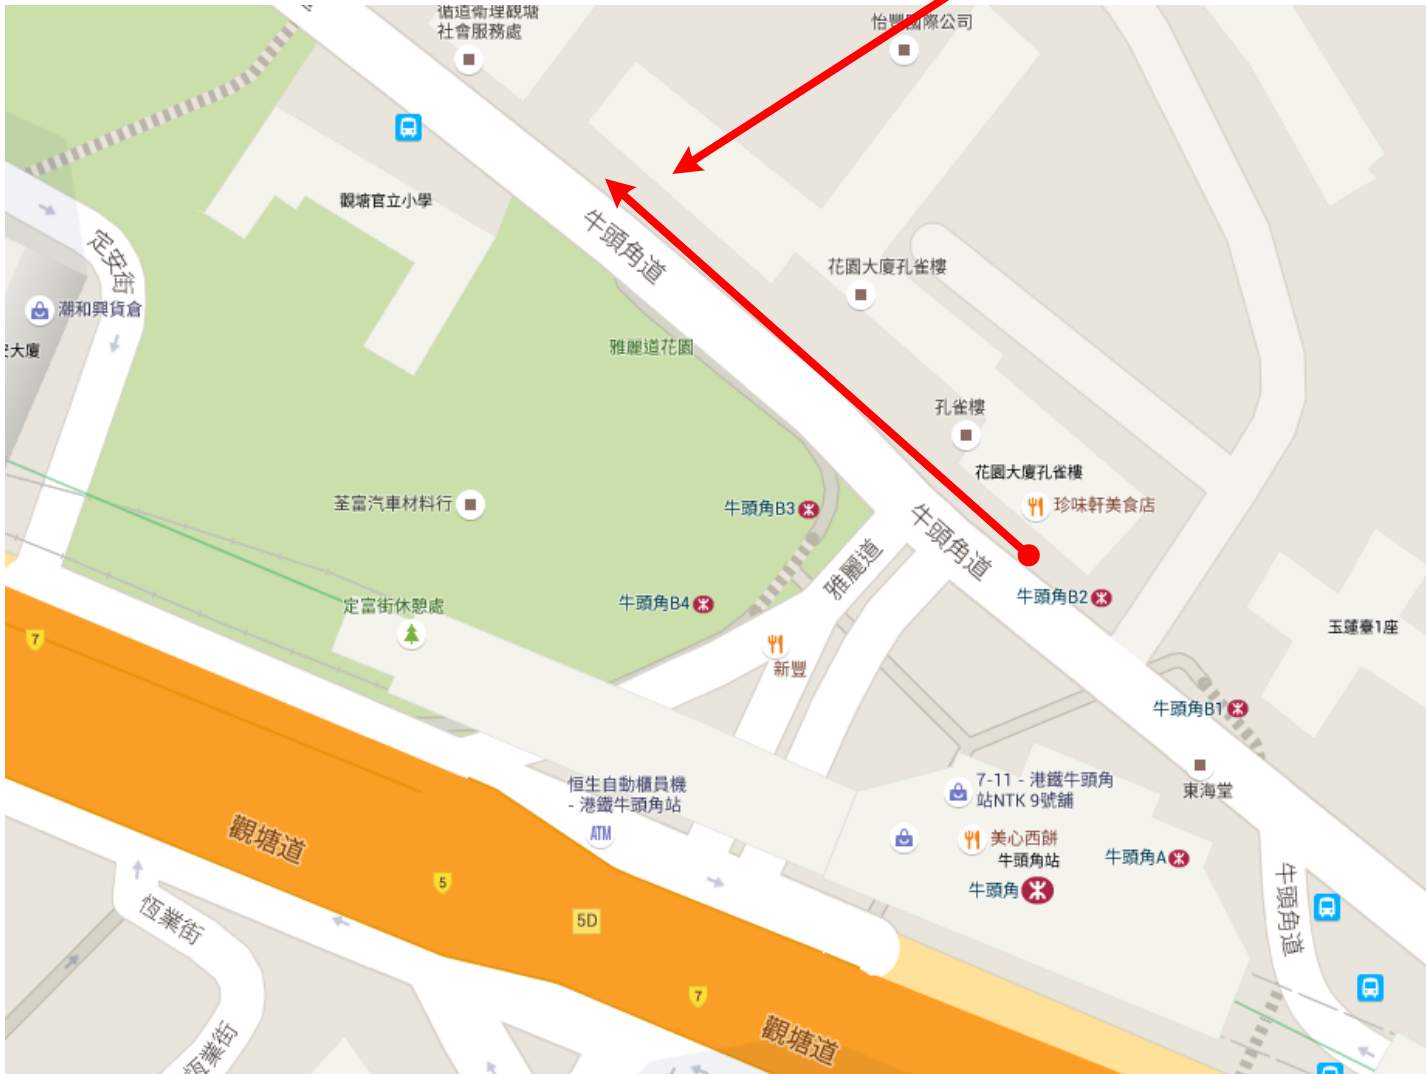 循道衛理觀塘
社會服務處
怡豐國際公司
觀塘官立小學
牛頭角道
定安街
花園大廈孔雀樓
潮和興貨倉
安大廈
雅麗道花園
孔雀樓
花園大廈孔雀樓
荃富汽車材料行
牛頭角B3
珍味軒美食店
牛頭角道
雅麗道
定富街休憩處
牛頭角B4
牛頭角B2
玉蓮臺1座
7
新豐
牛頭角B1
恒生自動櫃員機
- 港鐵牛頭角站
ATM
7-11 - 港鐵牛頭角
站NTK 9號舖
東海堂
觀塘道
美心西餅
牛頭角站
牛頭角A
牛頭角
5
5D
恆業街
牛頭角道
7
觀塘道
恆業街